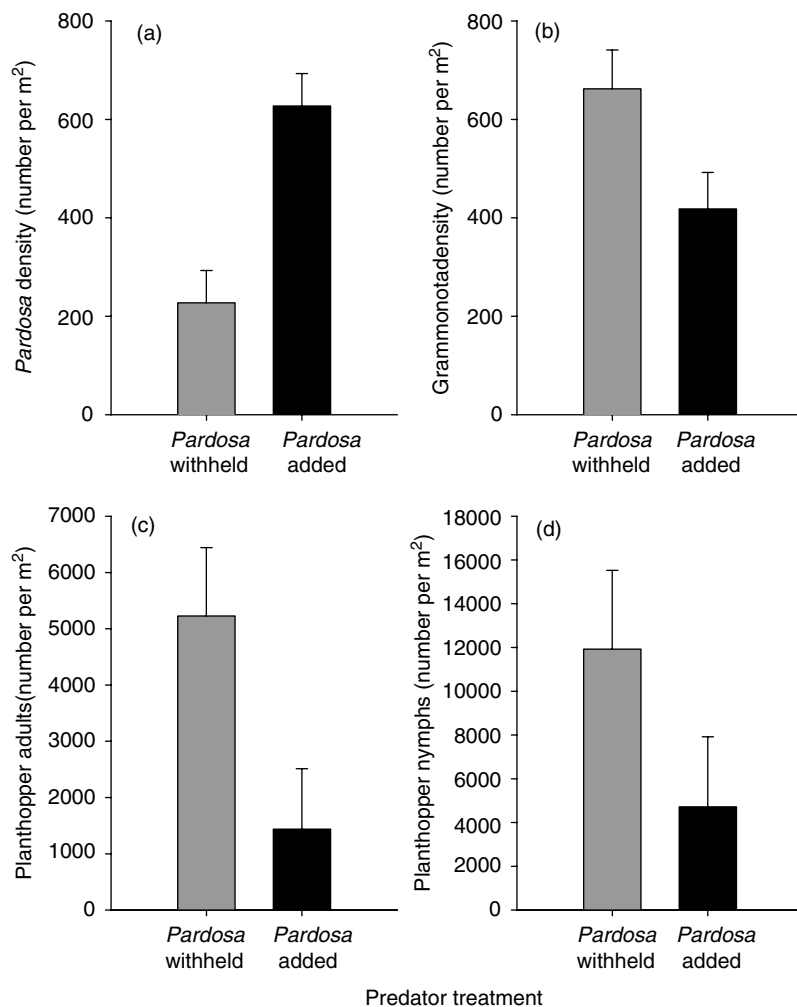 (a)
Pardosa density (number per m²)
800
600
400
200
0
Pardosa withheld
Pardosa added
(b)
Grammonotadensity (number per m²)
800
600
400
200
0
Pardosa withheld
Pardosa added
(c)
Planthopper adults(number per m²)
7000
6000
5000
4000
3000
2000
1000
0
Pardosa withheld
Pardosa added
(d)
Planthopper nymphs (number per m²)
18000
16000
14000
12000
10000
8000
6000
4000
2000
0
Pardosa withheld
Pardosa added
Predator treatment